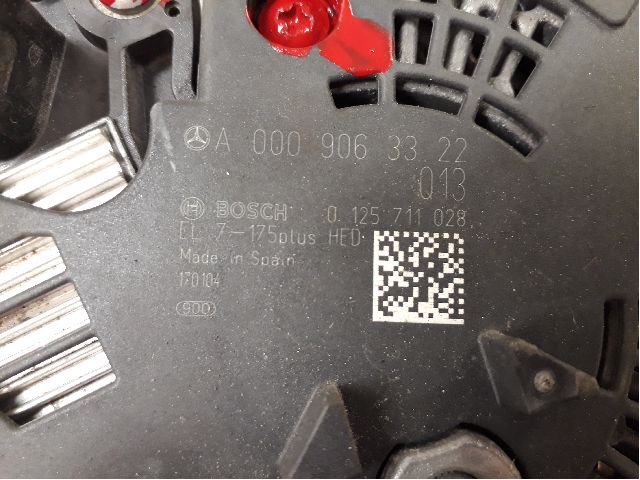 A 000 906 33 22
013
BOSCH 0 125 711 028
EL 7-175plus HED
Made in Spain
170104
900